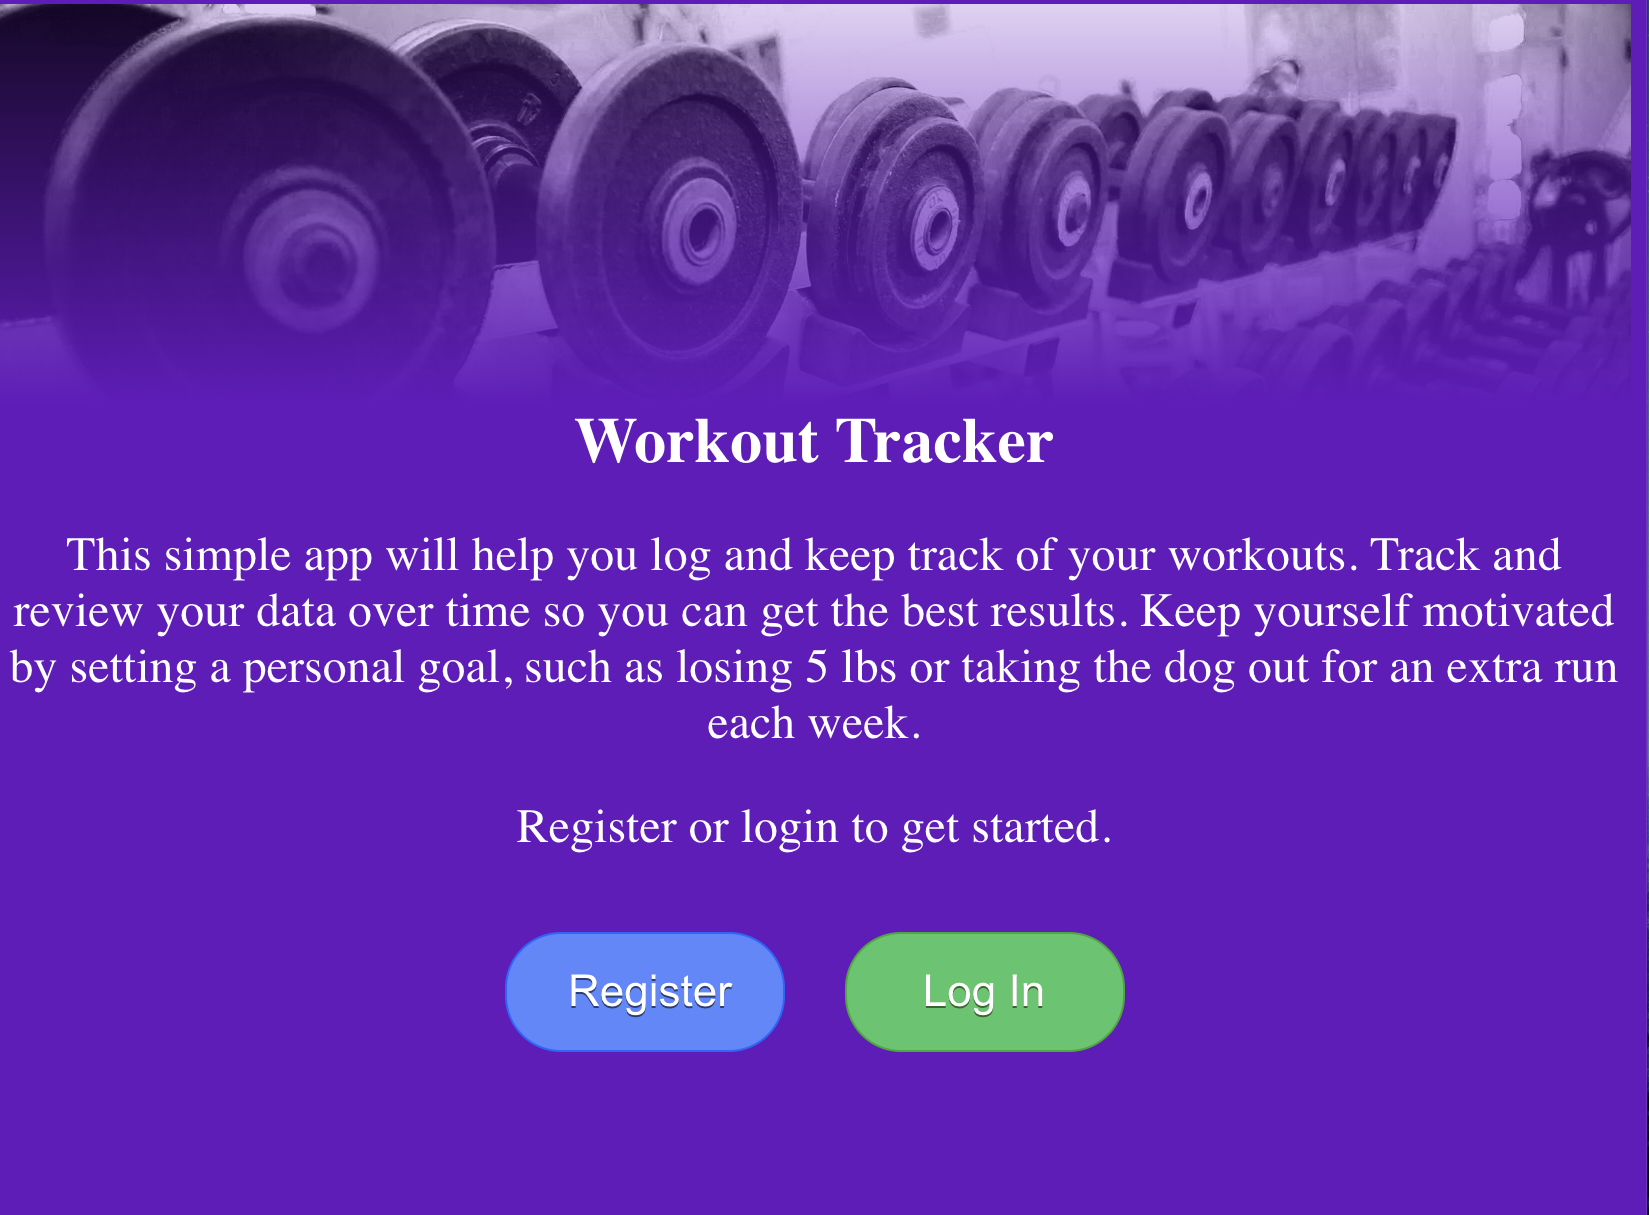 Workout Tracker
This simple app will help you log and keep track of your workouts. Track and
review your data over time so you can get the best results. Keep yourself motivated
by setting a personal goal, such as losing 5 lbs or taking the dog out for an extra run
each week.
Register or login to get started.
Register
Log In